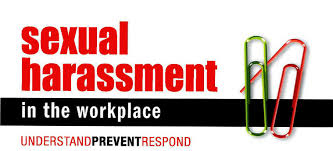 sexual
harassment
in the workplace
UNDERSTANDPREVENTRESPOND